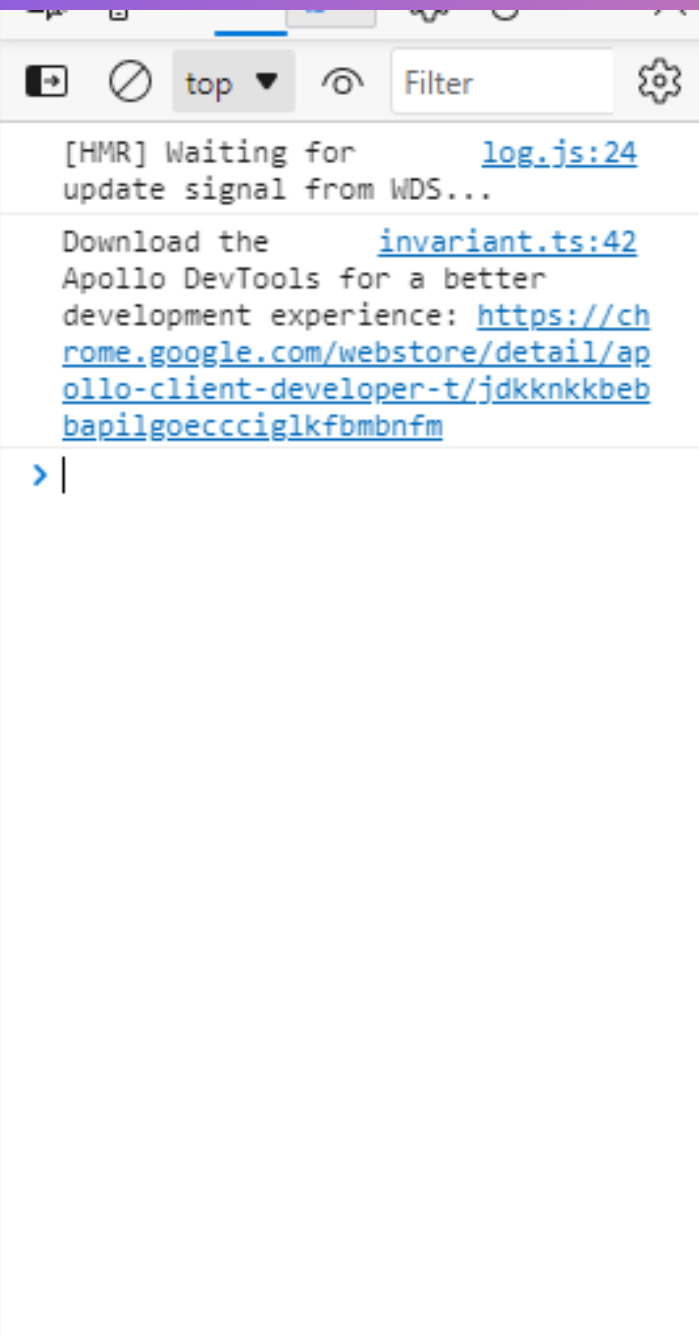 top ▼
Filter
[HMR] Waiting for log.js:24
update signal from WDS...
Download the invariant.ts:42
Apollo DevTools for a better
development experience: https://ch
rome.google.com/webstore/detail/ap
ollo-client-developer-t/jdkknkkbeb
bapilgoeccciglkfbmbnfm